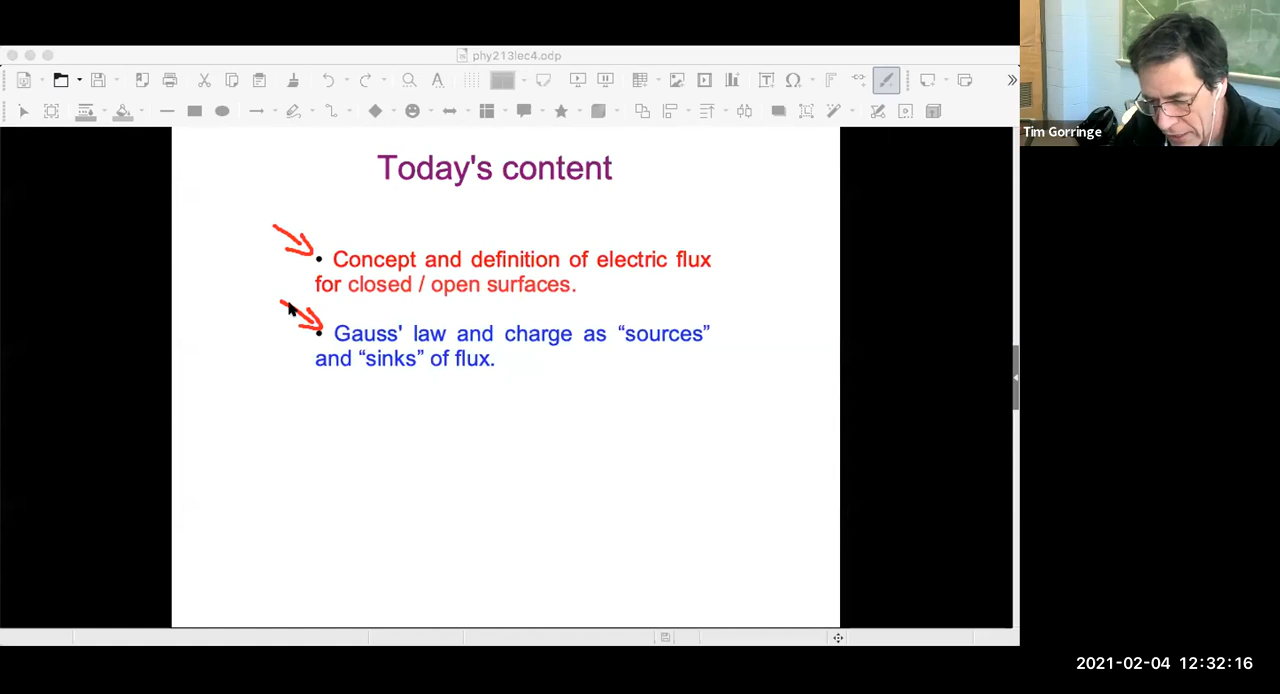 phy213lec4.odp
Tim Gorringe
Today's content
• Concept and definition of electric flux
for closed / open surfaces.
• Gauss' law and charge as “sources”
and “sinks” of flux.
2021-02-04 12:32:16